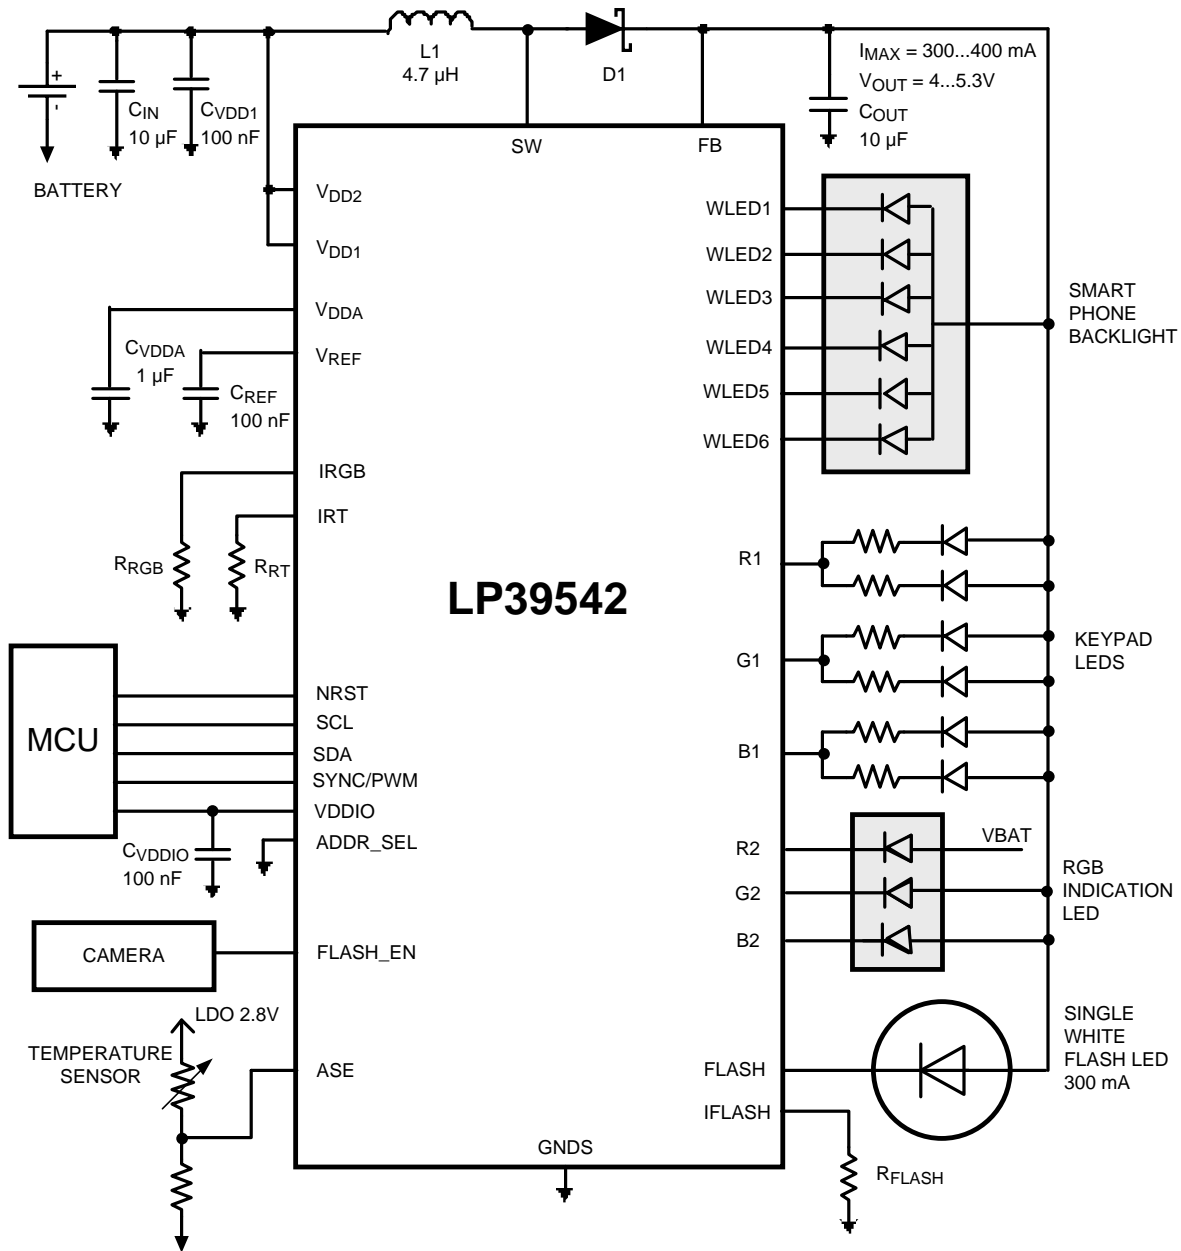 L1
4.7 µH
D1
IMAX = 300...400 mA
VOUT = 4...5.3V
COUT
10 µF
+
-
CIN
10 µF
CVDD1
100 nF
BATTERY
SW
FB
VDD2
VDD1
VDDA
VREF
CVDDA
1 µF
CREF
100 nF
IRGB
IRT
RRGB
RRT
LP39542
WLED1
WLED2
WLED3
WLED4
WLED5
WLED6
SMART
PHONE
BACKLIGHT
R1
G1
B1
KEYPAD
LEDS
MCU
NRST
SCL
SDA
SYNC/PWM
VDDIO
ADDR_SEL
CVDDIO
100 nF
R2
G2
B2
VBAT
RGB
INDICATION
LED
CAMERA
FLASH_EN
LDO 2.8V
TEMPERATURE
SENSOR
ASE
FLASH
IFLASH
SINGLE
WHITE
FLASH LED
300 mA
GNDS
RFLASH